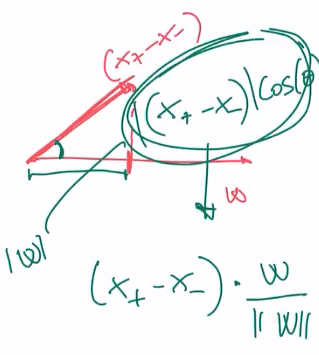 (x₊-x₋)
|(x₊-x₋)|cos(θ
w
|w|
(x₊-x₋) · w / ||w||